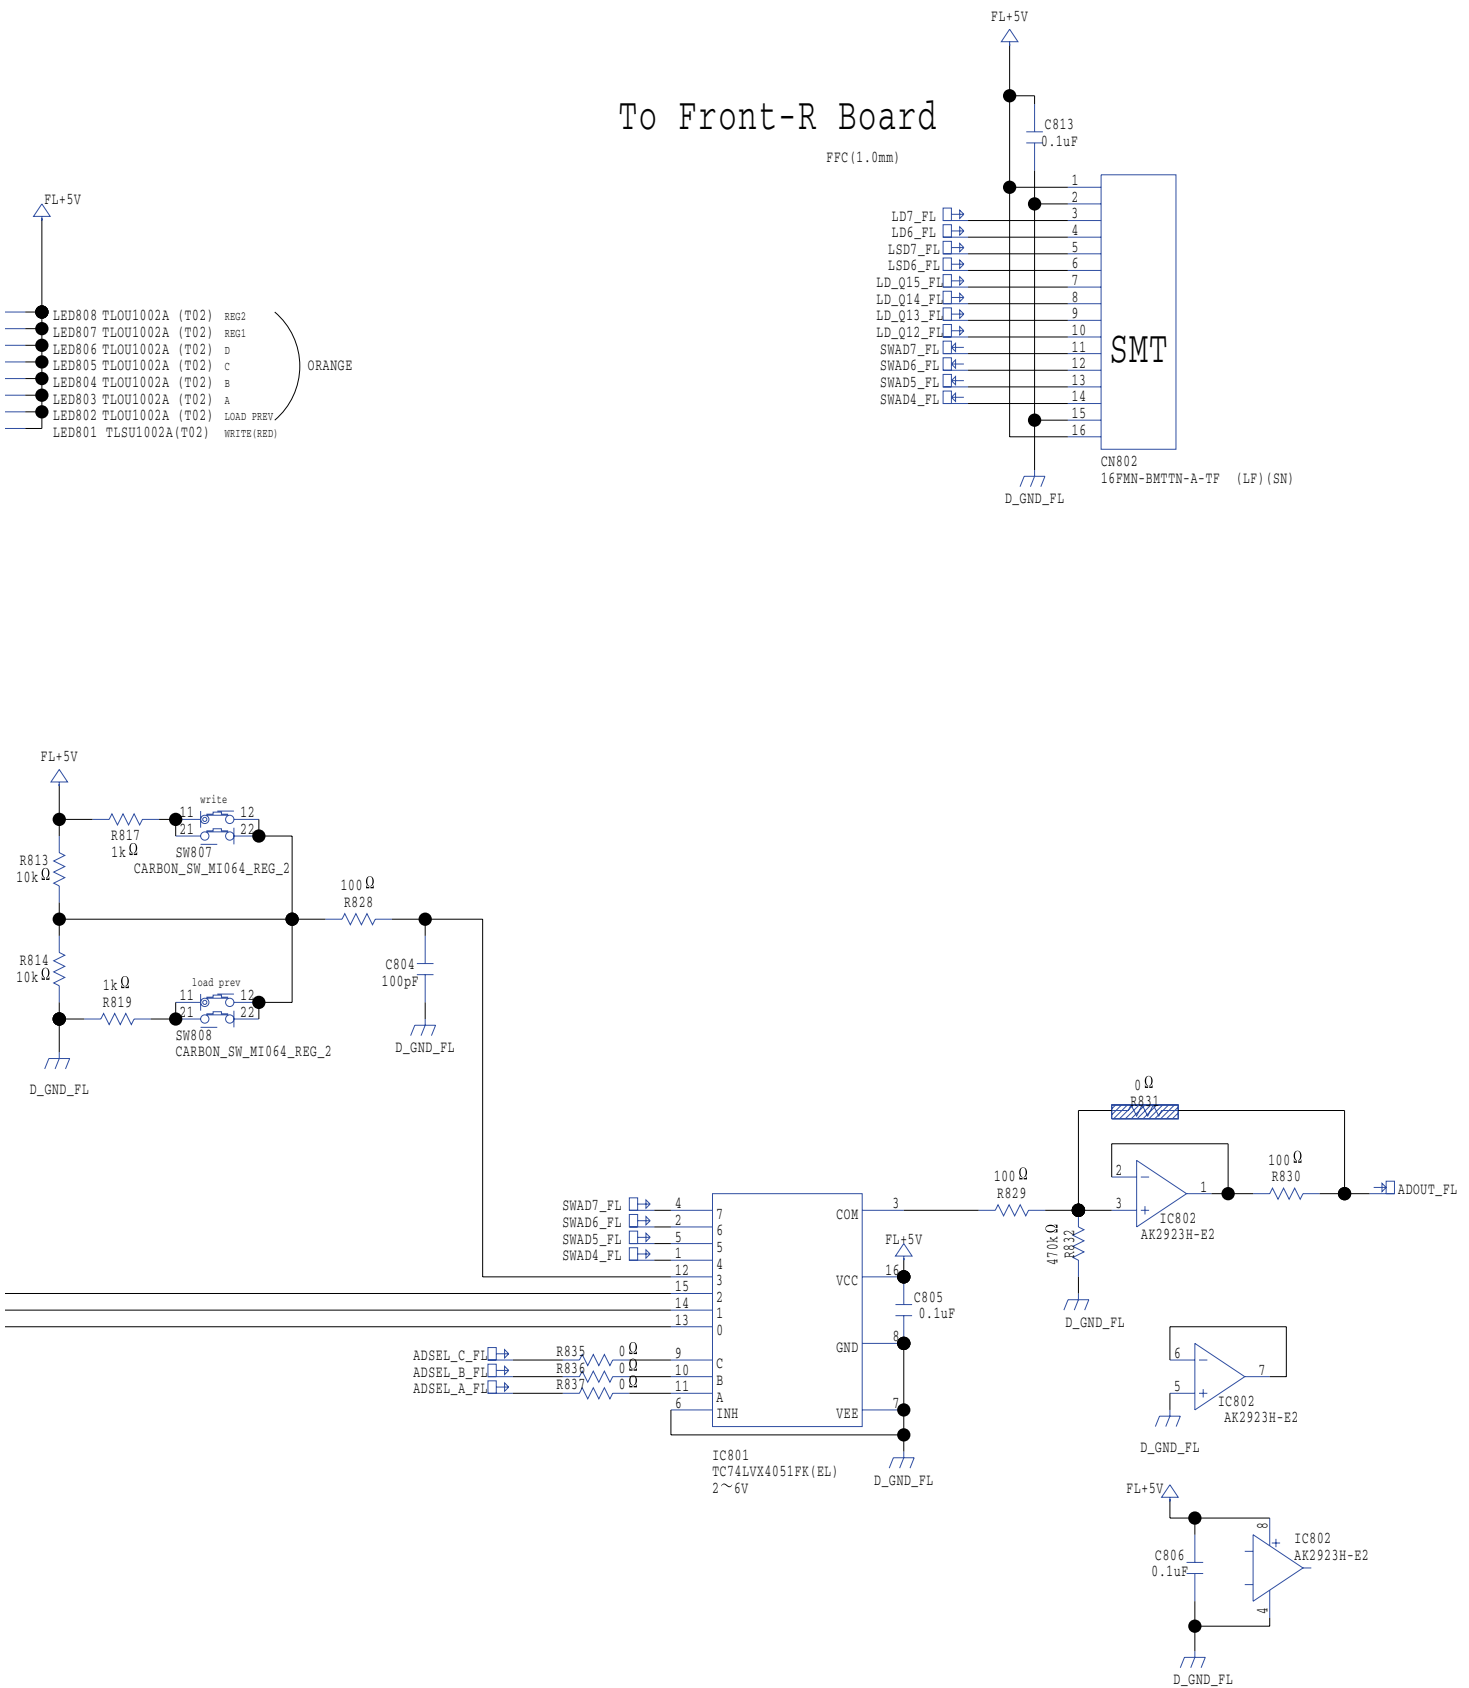 FL+5V
To Front-R Board
FFC(1.0mm)
C813
0.1uF
1
2
LD7_FL 3
LD6_FL 4
LSD7_FL 5
LSD6_FL 6
LD_Q15_FL 7
LD_Q14_FL 8
LD_Q13_FL 9
LD_Q12_FL 10
SWAD7_FL 11
SWAD6_FL 12
SWAD5_FL 13
SWAD4_FL 14
15
16
SMT
CN802
16FMN-BMTTN-A-TF (LF)(SN)
D_GND_FL
FL+5V
LED808 TLOU1002A (T02) REG2
LED807 TLOU1002A (T02) REG1
LED806 TLOU1002A (T02) D
LED805 TLOU1002A (T02) C
LED804 TLOU1002A (T02) B
LED803 TLOU1002A (T02) A
LED802 TLOU1002A (T02) LOAD PREV
LED801 TLSU1002A(T02) WRITE(RED)
ORANGE
FL+5V
write
11 12
21 22
R817
1kΩ
SW807
CARBON_SW_MI064_REG_2
R813
10kΩ
100Ω
R828
R814
10kΩ
1kΩ
R819
load prev
11 12
21 22
SW808
CARBON_SW_MI064_REG_2
C804
100pF
D_GND_FL
D_GND_FL
SWAD7_FL 4 7
SWAD6_FL 2 6
SWAD5_FL 5 5
SWAD4_FL 1 4
12 3
15 2
14 1
13 0
ADSEL_C_FL R835 0Ω 9 C
ADSEL_B_FL R836 0Ω 10 B
ADSEL_A_FL R837 0Ω 11 A
6 INH
COM 3
VCC 16
GND 8
VEE 7
FL+5V
C805
0.1uF
D_GND_FL
IC801
TC74LVX4051FK(EL)
2～6V
100Ω
R829
0Ω
R831
470kΩ
R832
D_GND_FL
2
3
1
IC802
AK2923H-E2
100Ω
R830
ADOUT_FL
6
5
7
IC802
AK2923H-E2
D_GND_FL
FL+5V
8
IC802
AK2923H-E2
C806
0.1uF
4
D_GND_FL